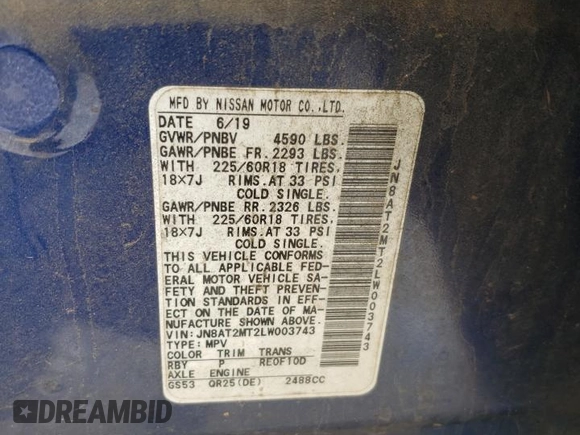 MFD BY NISSAN MOTOR CO.,LTD.
DATE 6/19
GVWR/PNBV 4590 LBS.
GAWR/PNBE FR. 2293 LBS.
WITH 225/60R18 TIRES.
18×7J RIMS. AT 33 PSI
COLD SINGLE.
GAWR/PNBE RR. 2326 LBS.
WITH 225/60R18 TIRES.
18×7J RIMS. AT 33 PSI
COLD SINGLE.
THIS VEHICLE CONFORMS
TO ALL APPLICABLE FED-
ERAL MOTOR VEHICLE SA-
FETY AND THEFT PREVEN-
TION STANDARDS IN EFF-
ECT ON THE DATE OF MA-
NUFACTURE SHOWN ABOVE.
VIN: JN8AT2MT2LW003743
TYPE: MPV
COLOR TRIM TRANS
RBY P RE0F10D
AXLE ENGINE
GS53 QR25(DE) 2488CC
JN8AT2MT2LW003743
DREAMBID